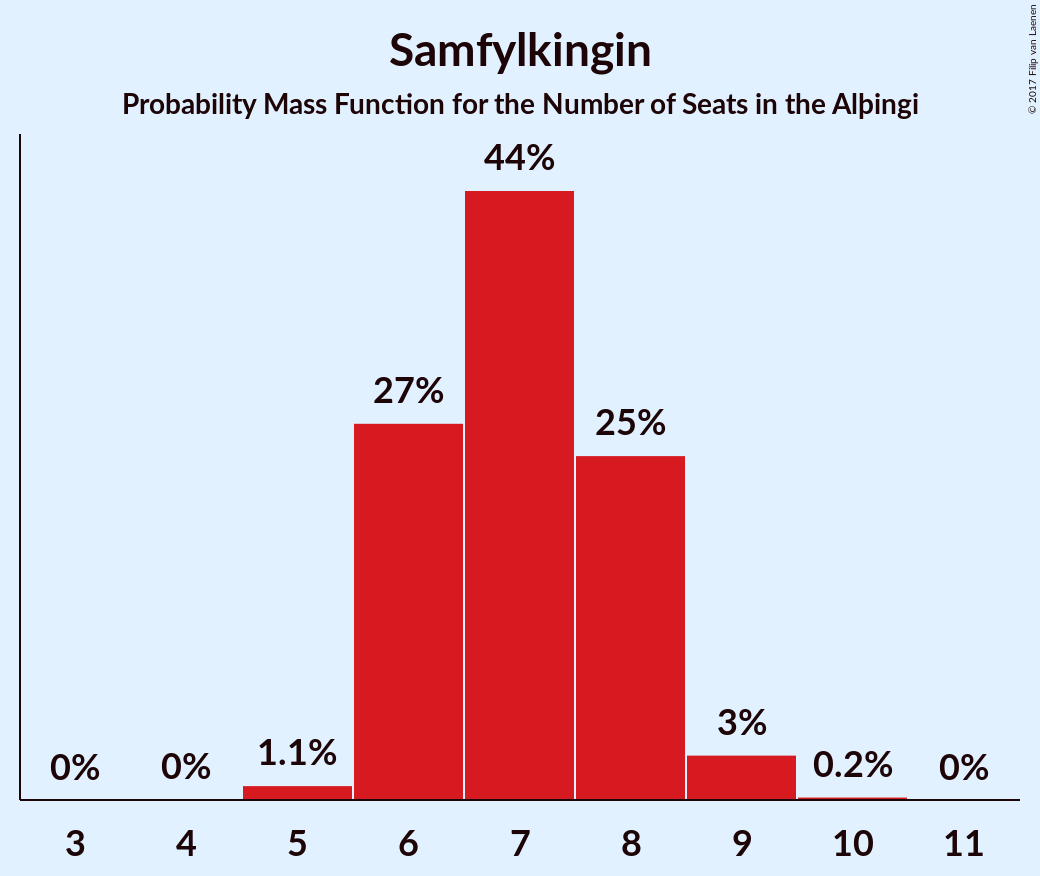 Samfylkingin
Probability Mass Function for the Number of Seats in the Alþingi
© 2017 Filip van Laenen
44%
27%
25%
3%
1.1%
0.2%
0%
0%
0%
3 4 5 6 7 8 9 10 11